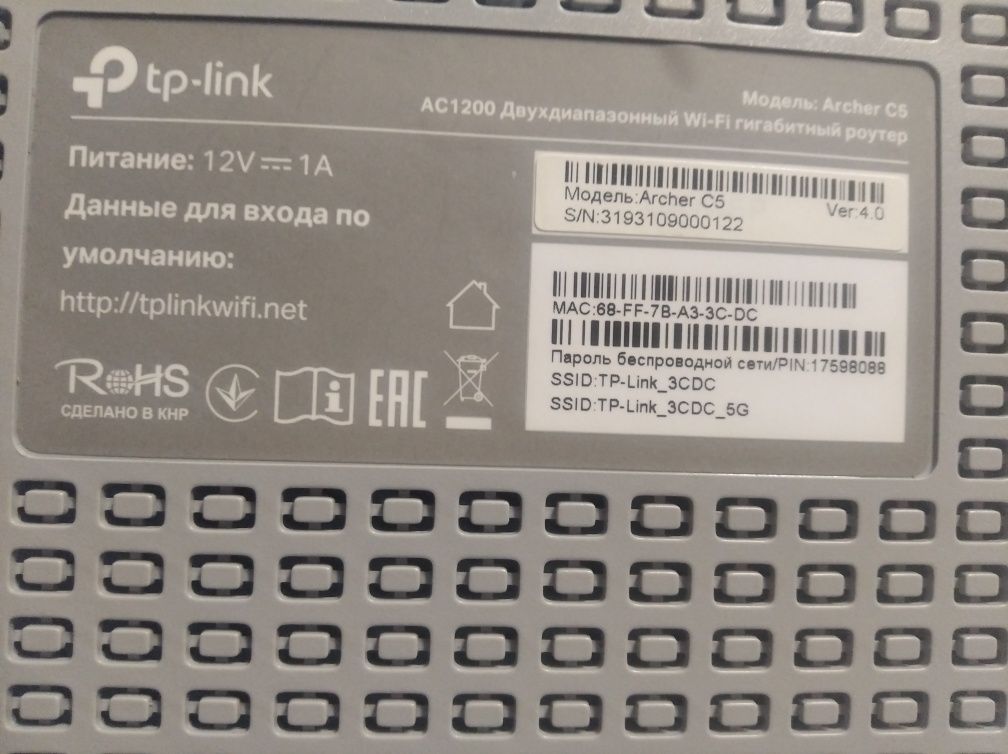 tp-link
Модель: Archer C5
AC1200 Двухдиапазонный Wi-Fi гигабитный роутер
Питание: 12V⎓1A
Данные для входа по
умолчанию:
http://tplinkwifi.net
RoHS
СДЕЛАНО В КНР
i
EAC
Модель:Archer C5
Ver:4.0
S/N:3193109000122
MAC:68-FF-7B-A3-3C-DC
Пароль беспроводной сети/PIN:17598088
SSID:TP-Link_3CDC
SSID:TP-Link_3CDC_5G